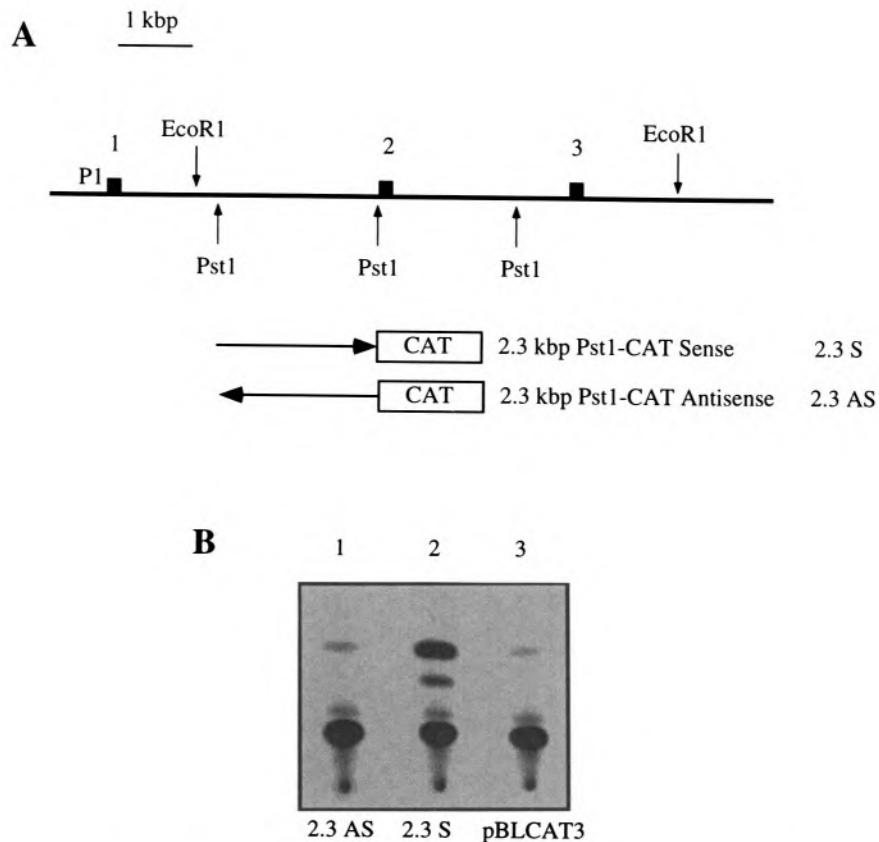 A
1 kbp
EcoR1
EcoR1
1
2
3
P1
Pst1
Pst1
Pst1
CAT
2.3 kbp Pst1-CAT Sense
2.3 S
CAT
2.3 kbp Pst1-CAT Antisense
2.3 AS
B
1
2
3
2.3 AS
2.3 S
pBLCAT3